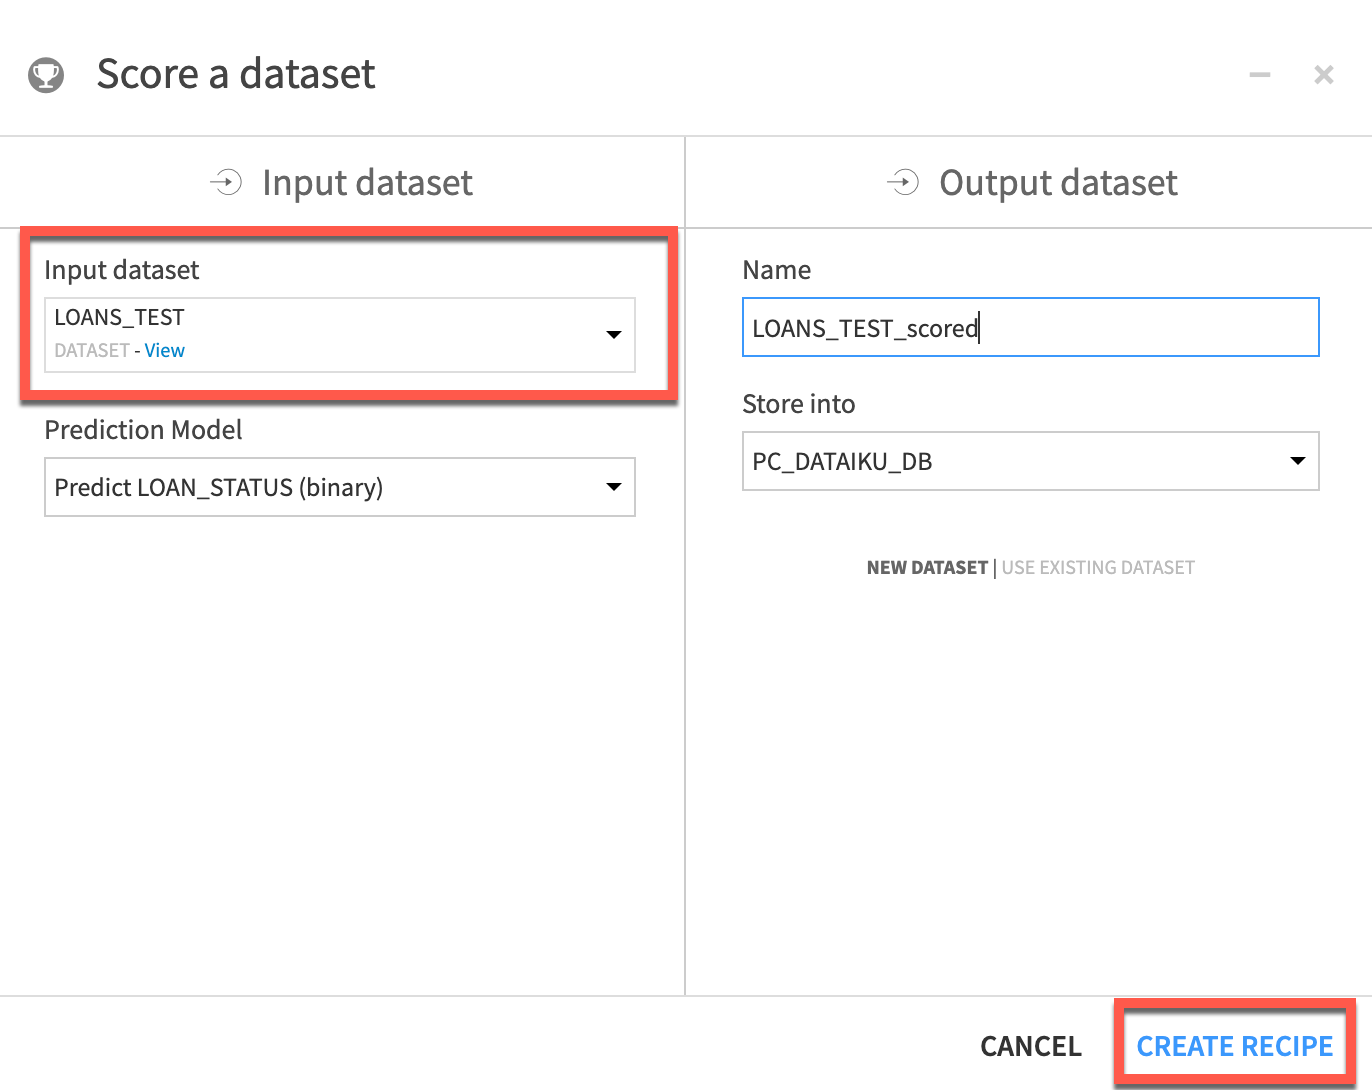 Score a dataset
Input dataset
Input dataset
LOANS_TEST
DATASET - View
Prediction Model
Predict LOAN_STATUS (binary)
Output dataset
Name
LOANS_TEST_scored
Store into
PC_DATAIKU_DB
NEW DATASET | USE EXISTING DATASET
CANCEL
CREATE RECIPE